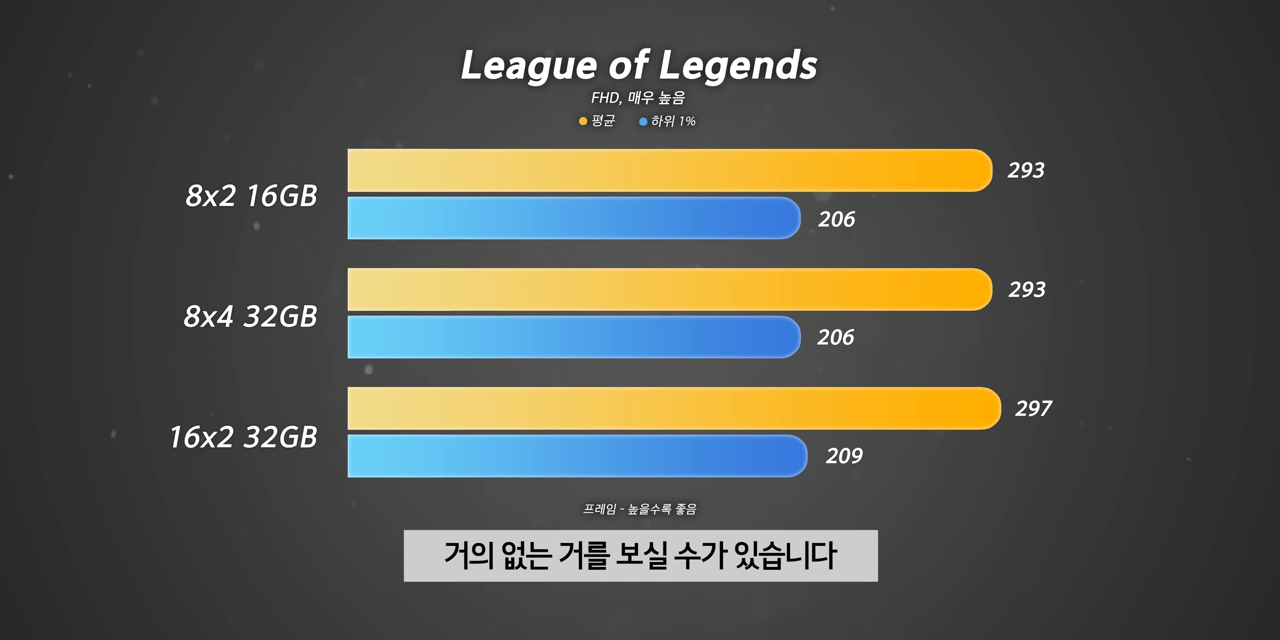 League of Legends
FHD, 매우 높음
평균 하위 1%
293
8x2 16GB
206
293
8x4 32GB
206
297
16x2 32GB
209
프레임 - 높을수록 좋음
거의 없는 거를 보실 수가 있습니다